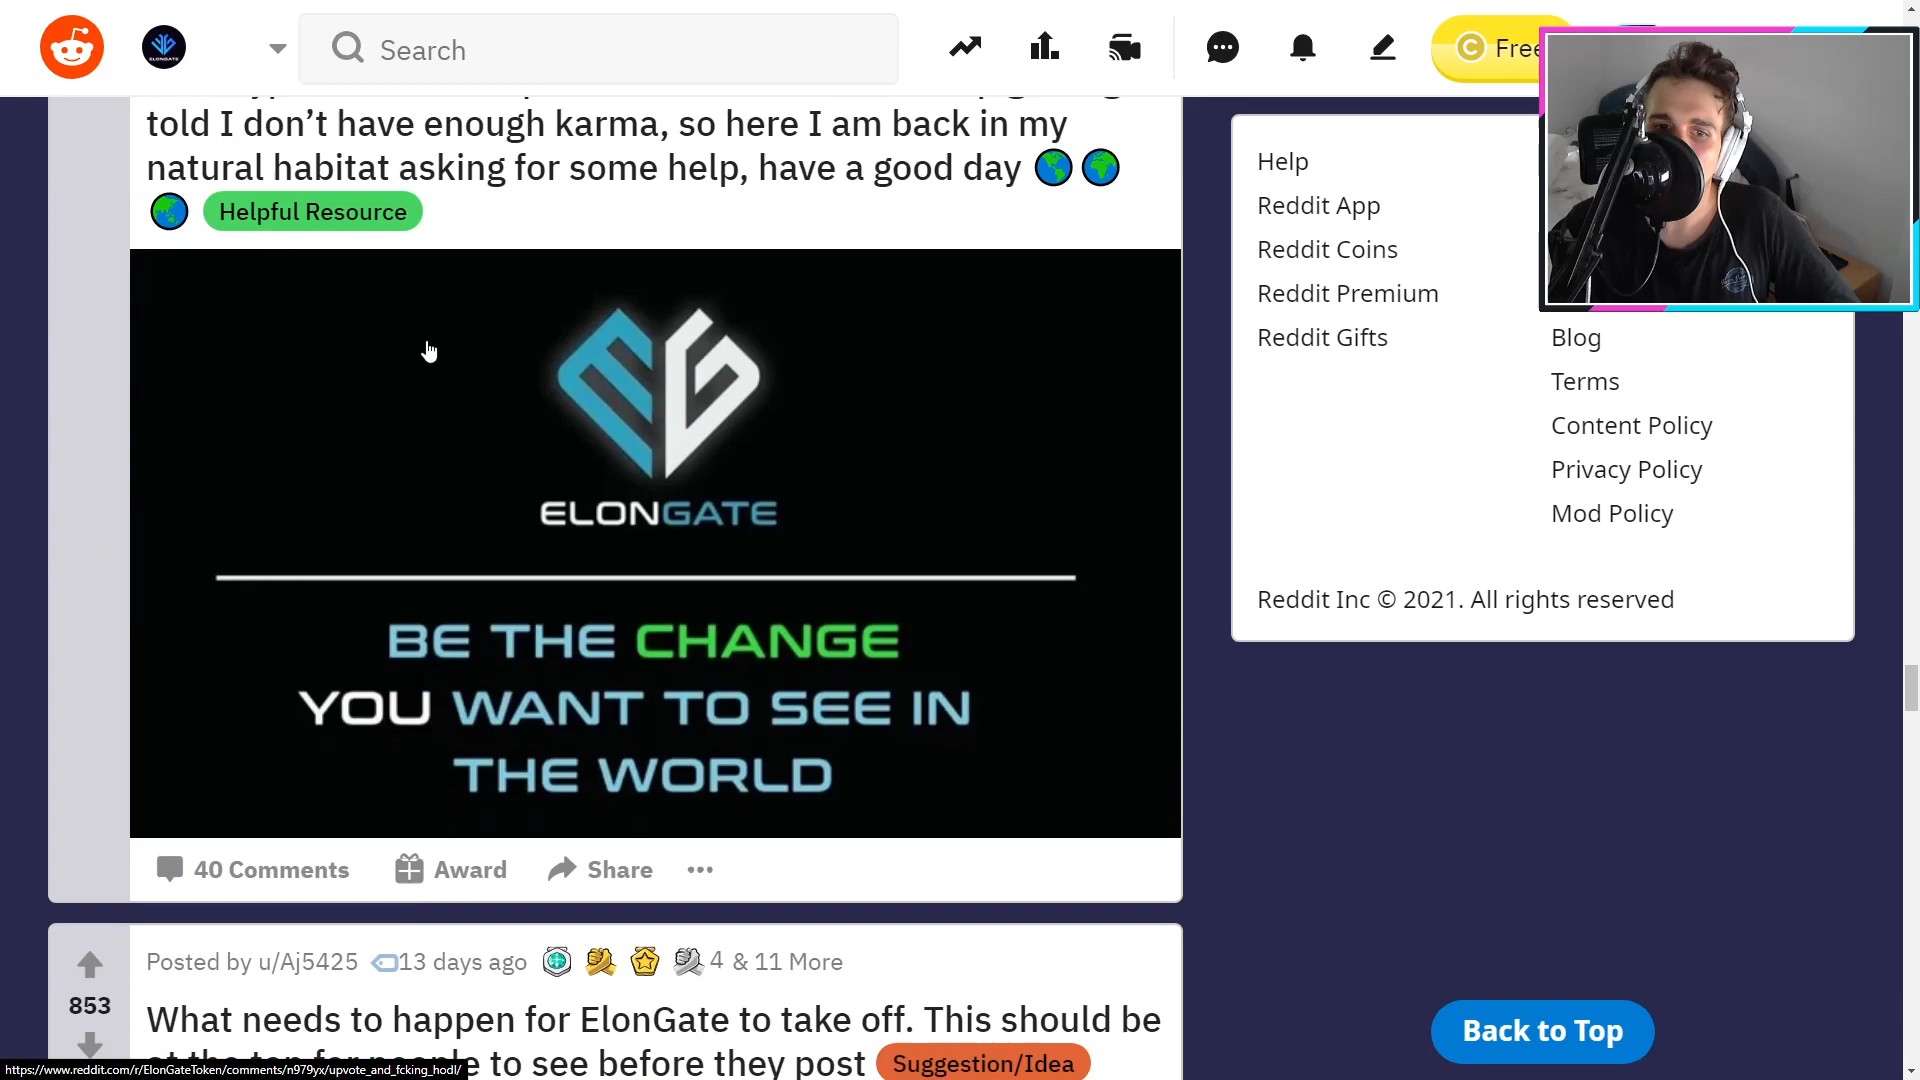 ELONGATE
Search
Free
told I don’t have enough karma, so here I am back in my
natural habitat asking for some help, have a good day
Helpful Resource
ELONGATE
BE THE CHANGE
YOU WANT TO SEE IN
THE WORLD
40 Comments
Award
Share
Posted by u/Aj5425
13 days ago
4 & 11 More
853
What needs to happen for ElonGate to take off. This should be
to see before they post
Suggestion/Idea
Help
Reddit App
Reddit Coins
Reddit Premium
Reddit Gifts
Blog
Terms
Content Policy
Privacy Policy
Mod Policy
Reddit Inc © 2021. All rights reserved
Back to Top
https://www.reddit.com/r/ElonGateToken/comments/n979yx/upvote_and_fcking_hodl/